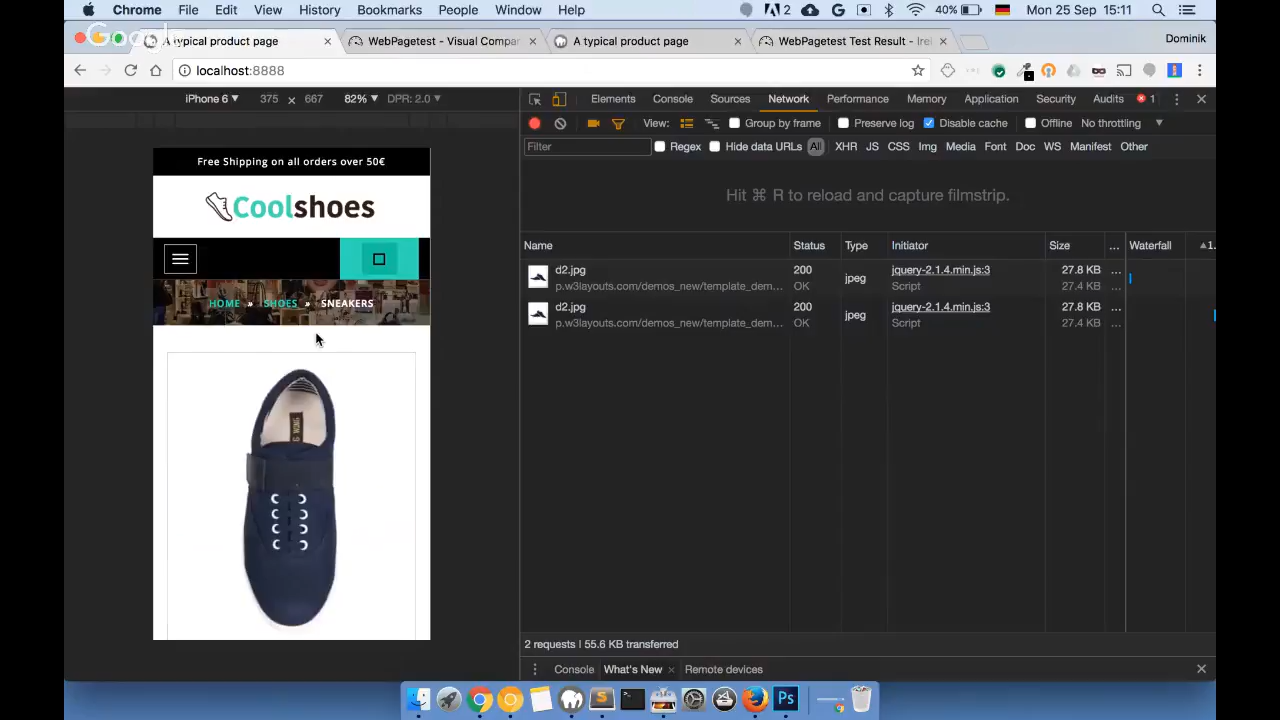 Chrome File Edit View History Bookmarks People Window Help 2 40% Mon 25 Sep 15:11
Google
A typical product page × WebPagetest - Visual Compar × A typical product page × WebPagetest Test Result - Irel × Dominik
localhost:8888
iPhone 6 ▼ 375 × 667 82% ▼ DPR: 2.0 ▼
Elements Console Sources Network Performance Memory Application Security Audits 1
View: Group by frame Preserve log Disable cache Offline No throttling ▼
Filter Regex Hide data URLs All XHR JS CSS Img Media Font Doc WS Manifest Other
Hit ⌘ R to reload and capture filmstrip.
Name Status Type Initiator Size ... Waterfall ▲1.
d2.jpg 200 jpeg jquery-2.1.4.min.js:3 27.8 KB ...
p.w3layouts.com/demos_new/template_dem... OK Script 27.4 KB ...
d2.jpg 200 jpeg jquery-2.1.4.min.js:3 27.8 KB ...
p.w3layouts.com/demos_new/template_dem... OK Script 27.4 KB ...
2 requests | 55.6 KB transferred
Console What's New × Remote devices
Free Shipping on all orders over 50€
Coolshoes
HOME » SHOES » SNEAKERS
Ps